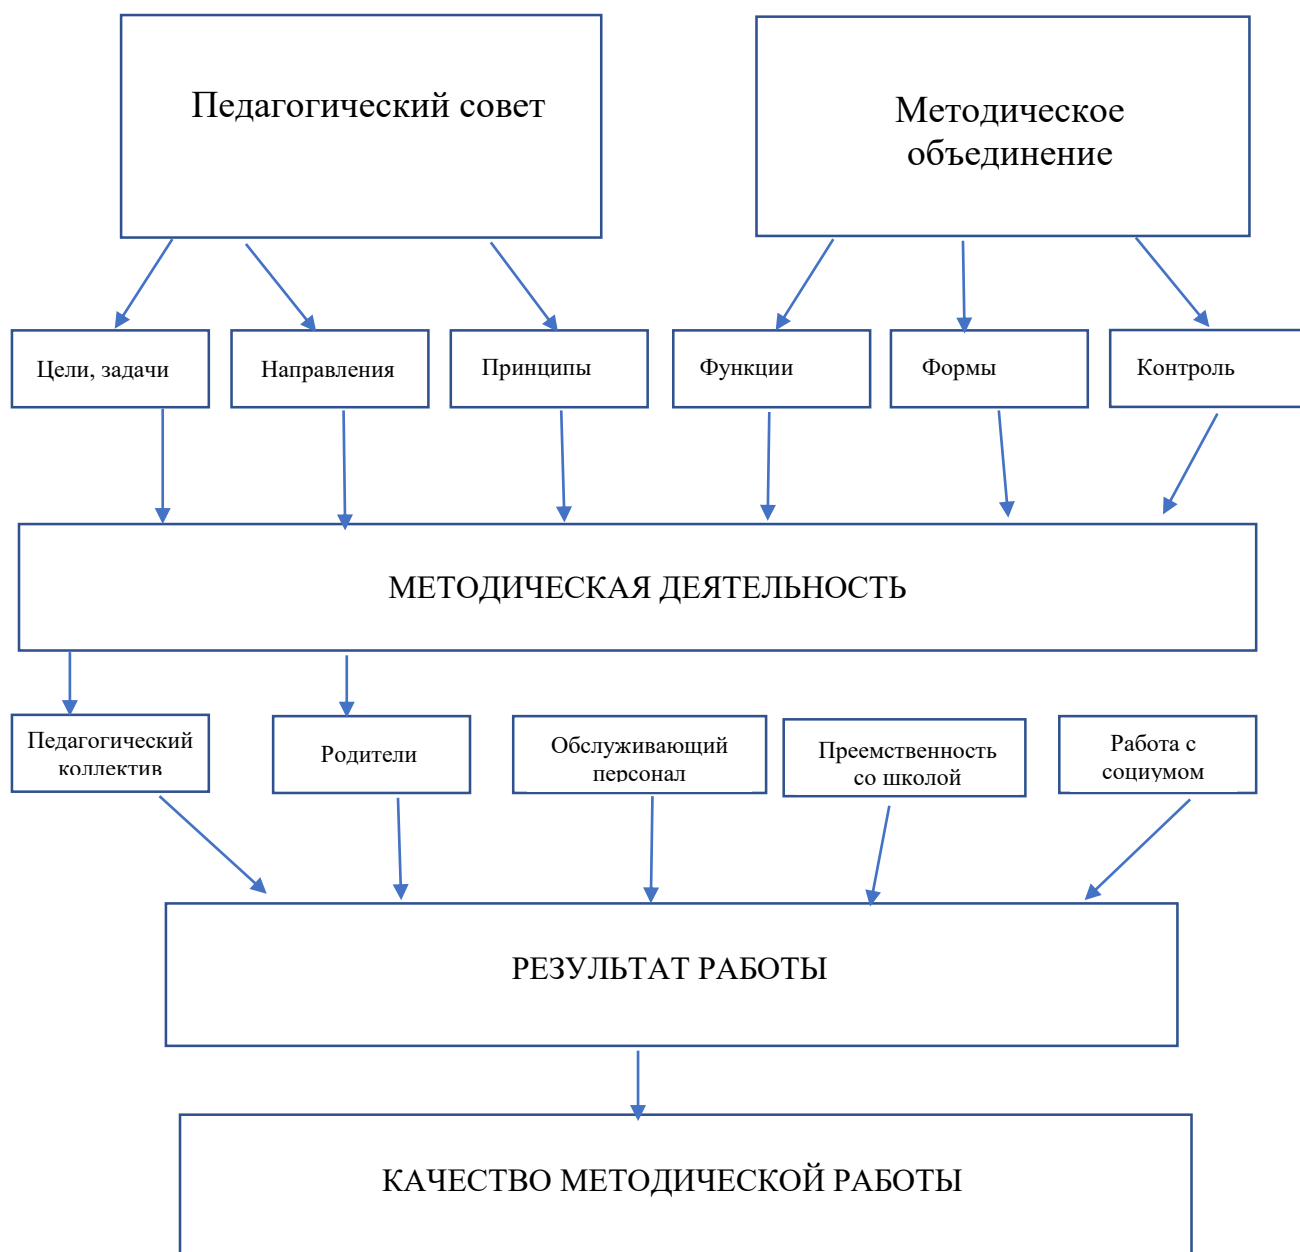 Педагогический совет
Методическое
объединение
Цели, задачи
Направления
Принципы
Функции
Формы
Контроль
МЕТОДИЧЕСКАЯ ДЕЯТЕЛЬНОСТЬ
Педагогический
коллектив
Родители
Обслуживающий
персонал
Преемственность
со школой
Работа с
социумом
РЕЗУЛЬТАТ РАБОТЫ
КАЧЕСТВО МЕТОДИЧЕСКОЙ РАБОТЫ